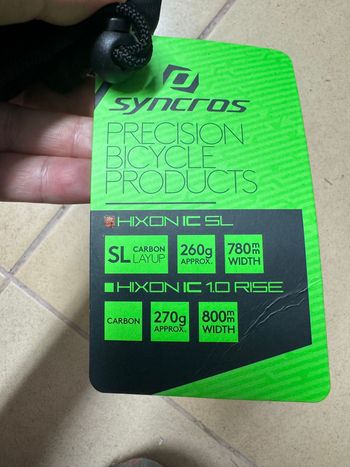 syncros
PRECISION
BICYCLE
PRODUCTS
HIXON IC SL
SL CARBON LAYUP 260g APPROX. 780mm WIDTH
HIXON IC 1.0 RISE
CARBON 270g APPROX. 800mm WIDTH